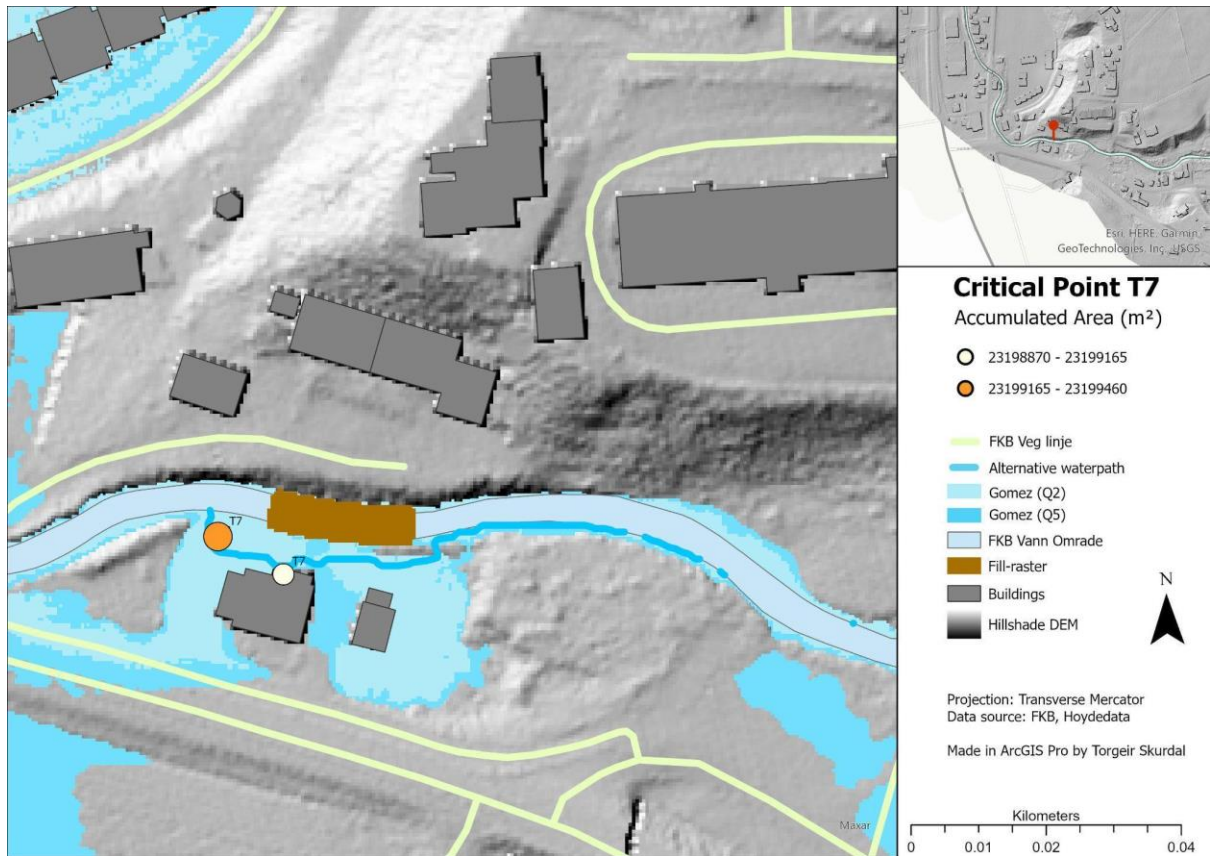 T7
T7
Maxar
Esri, HERE, Garmin,
GeoTechnologies, Inc., USGS
Critical Point T7
Accumulated Area (m²)
23198870 - 23199165
23199165 - 23199460
FKB Veg linje
Alternative waterpath
Gomez (Q2)
Gomez (Q5)
FKB Vann Omrade
Fill-raster
Buildings
Hillshade DEM
N
Projection: Transverse Mercator
Data source: FKB, Hoydedata
Made in ArcGIS Pro by Torgeir Skurdal
Kilometers
0 0.01 0.02 0.04